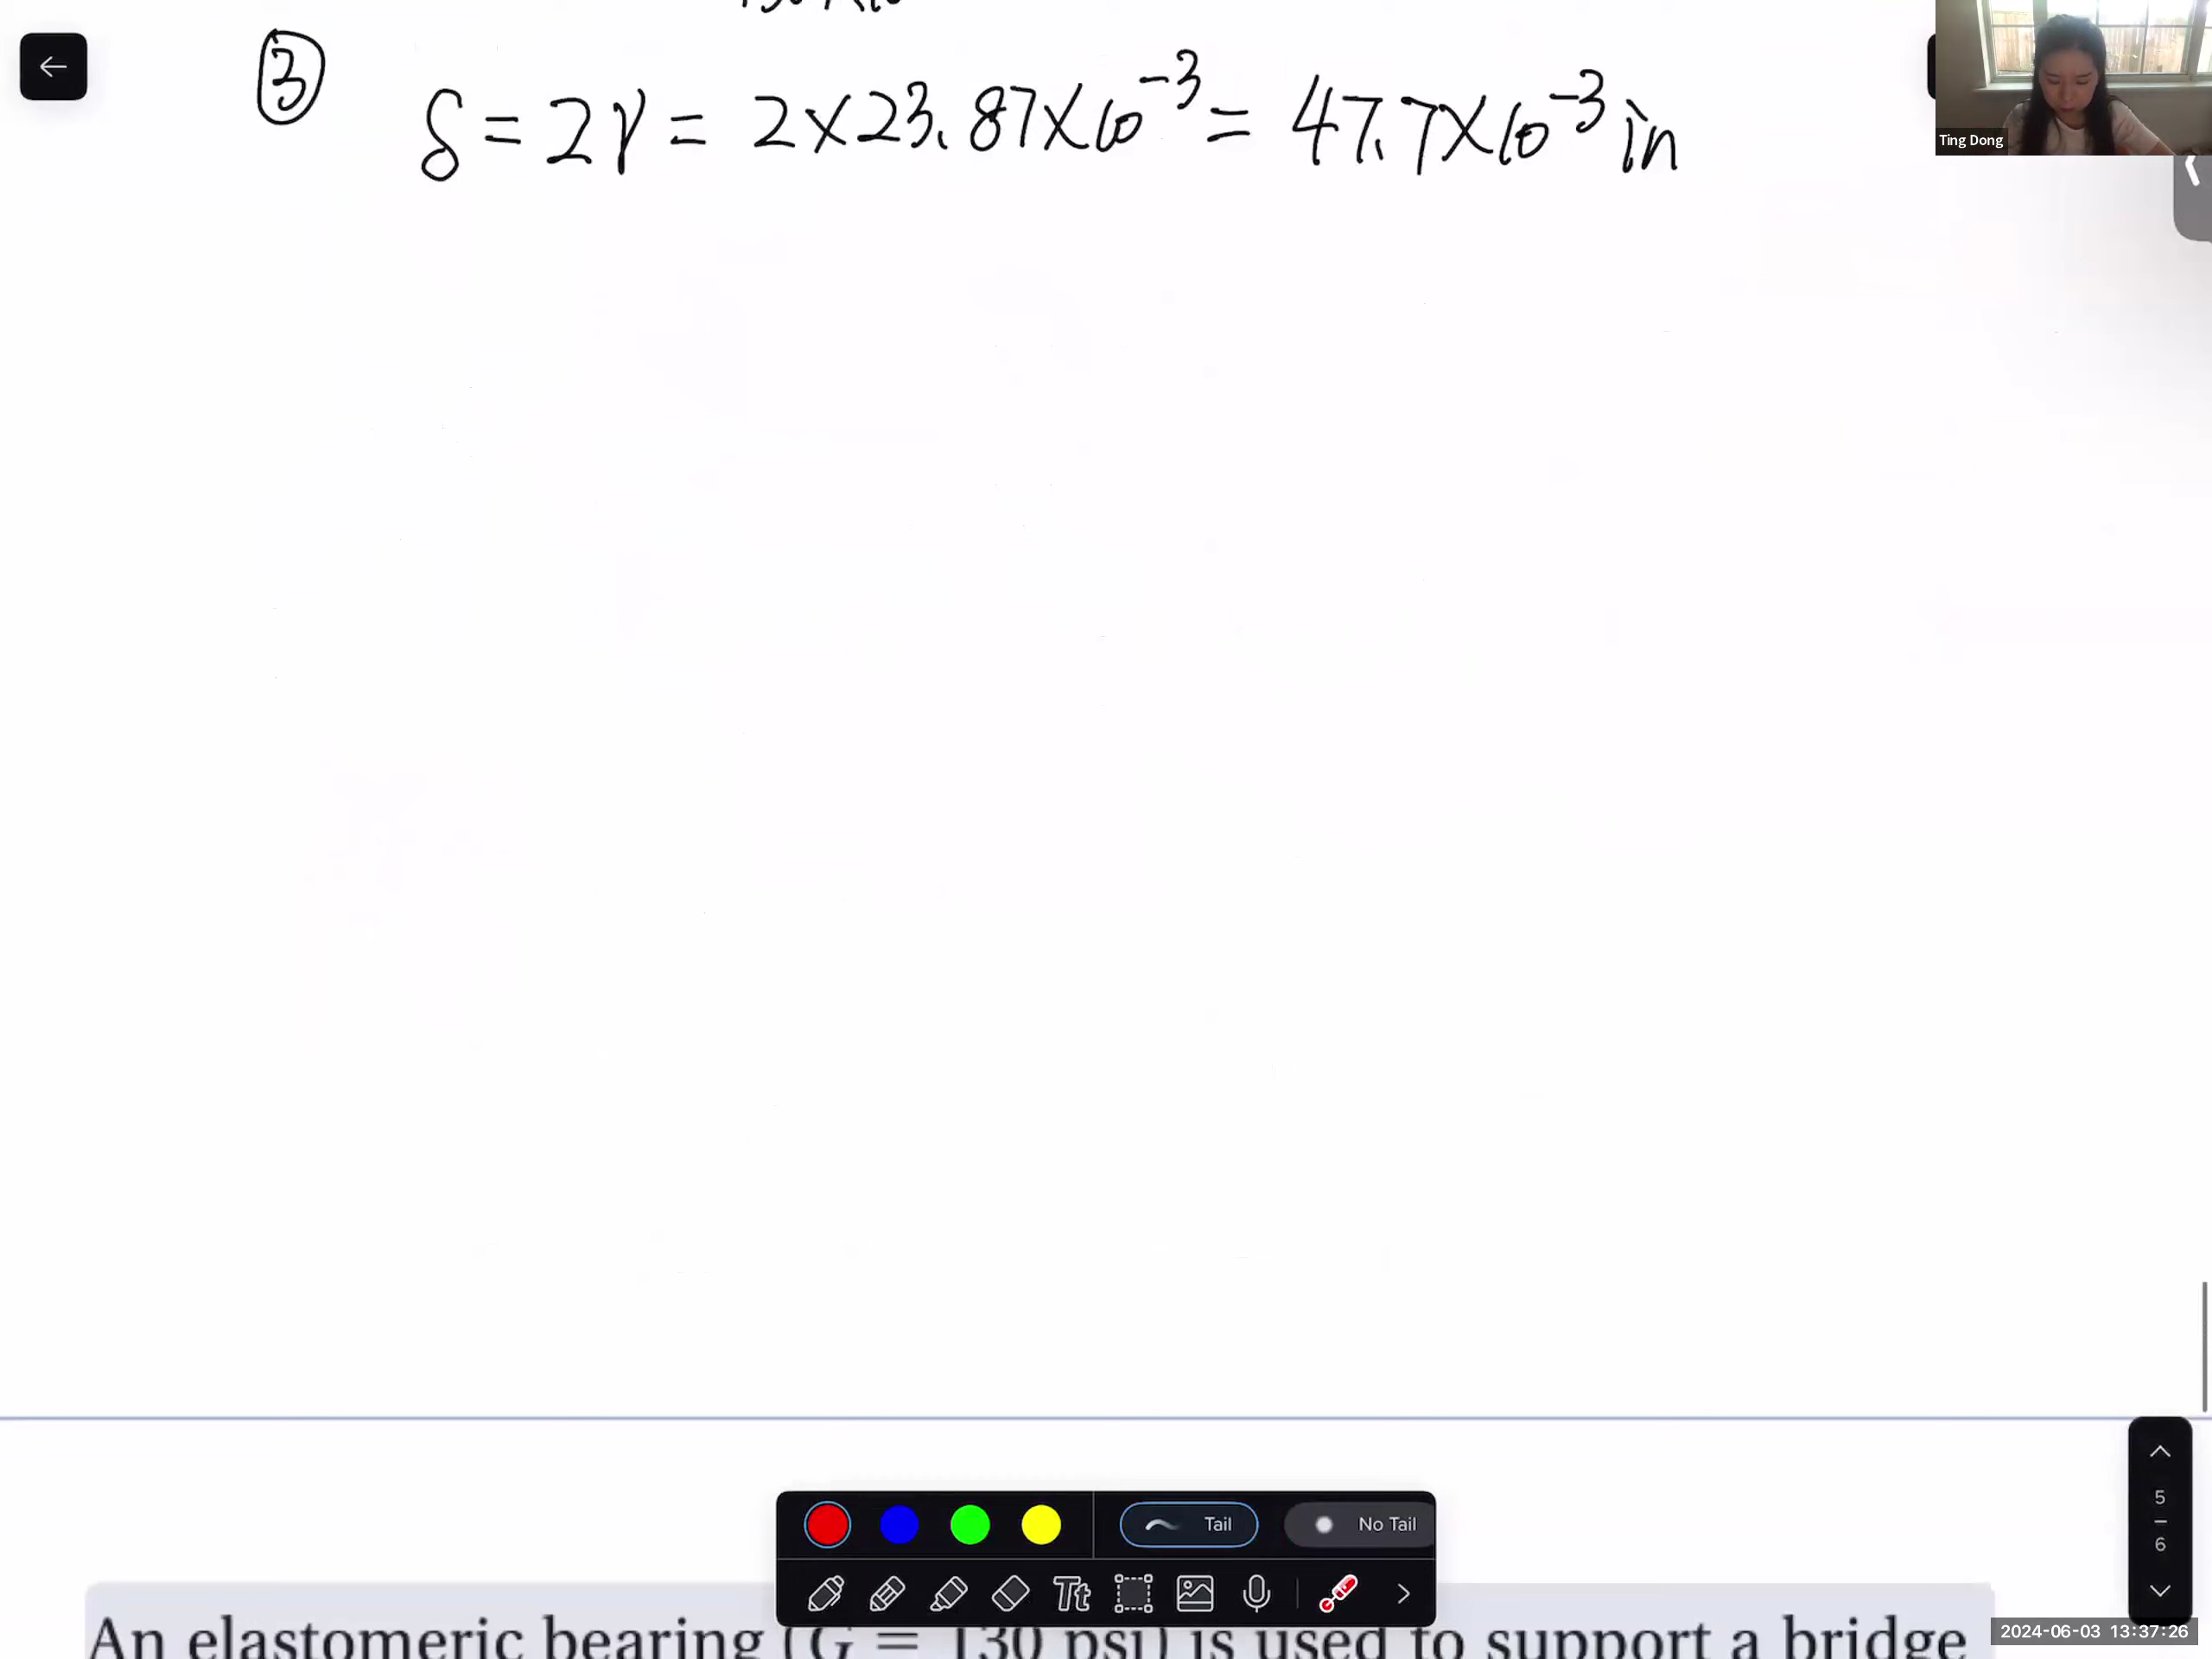 ③
δ = 2γ = 2×23.87×10⁻³ = 47.7×10⁻³ in
Ting Dong
Tail
No Tail
5
6
Tt
An elastomeric bearing (G = 130 psi) is used to support a bridge
2024-06-03 13:37:26